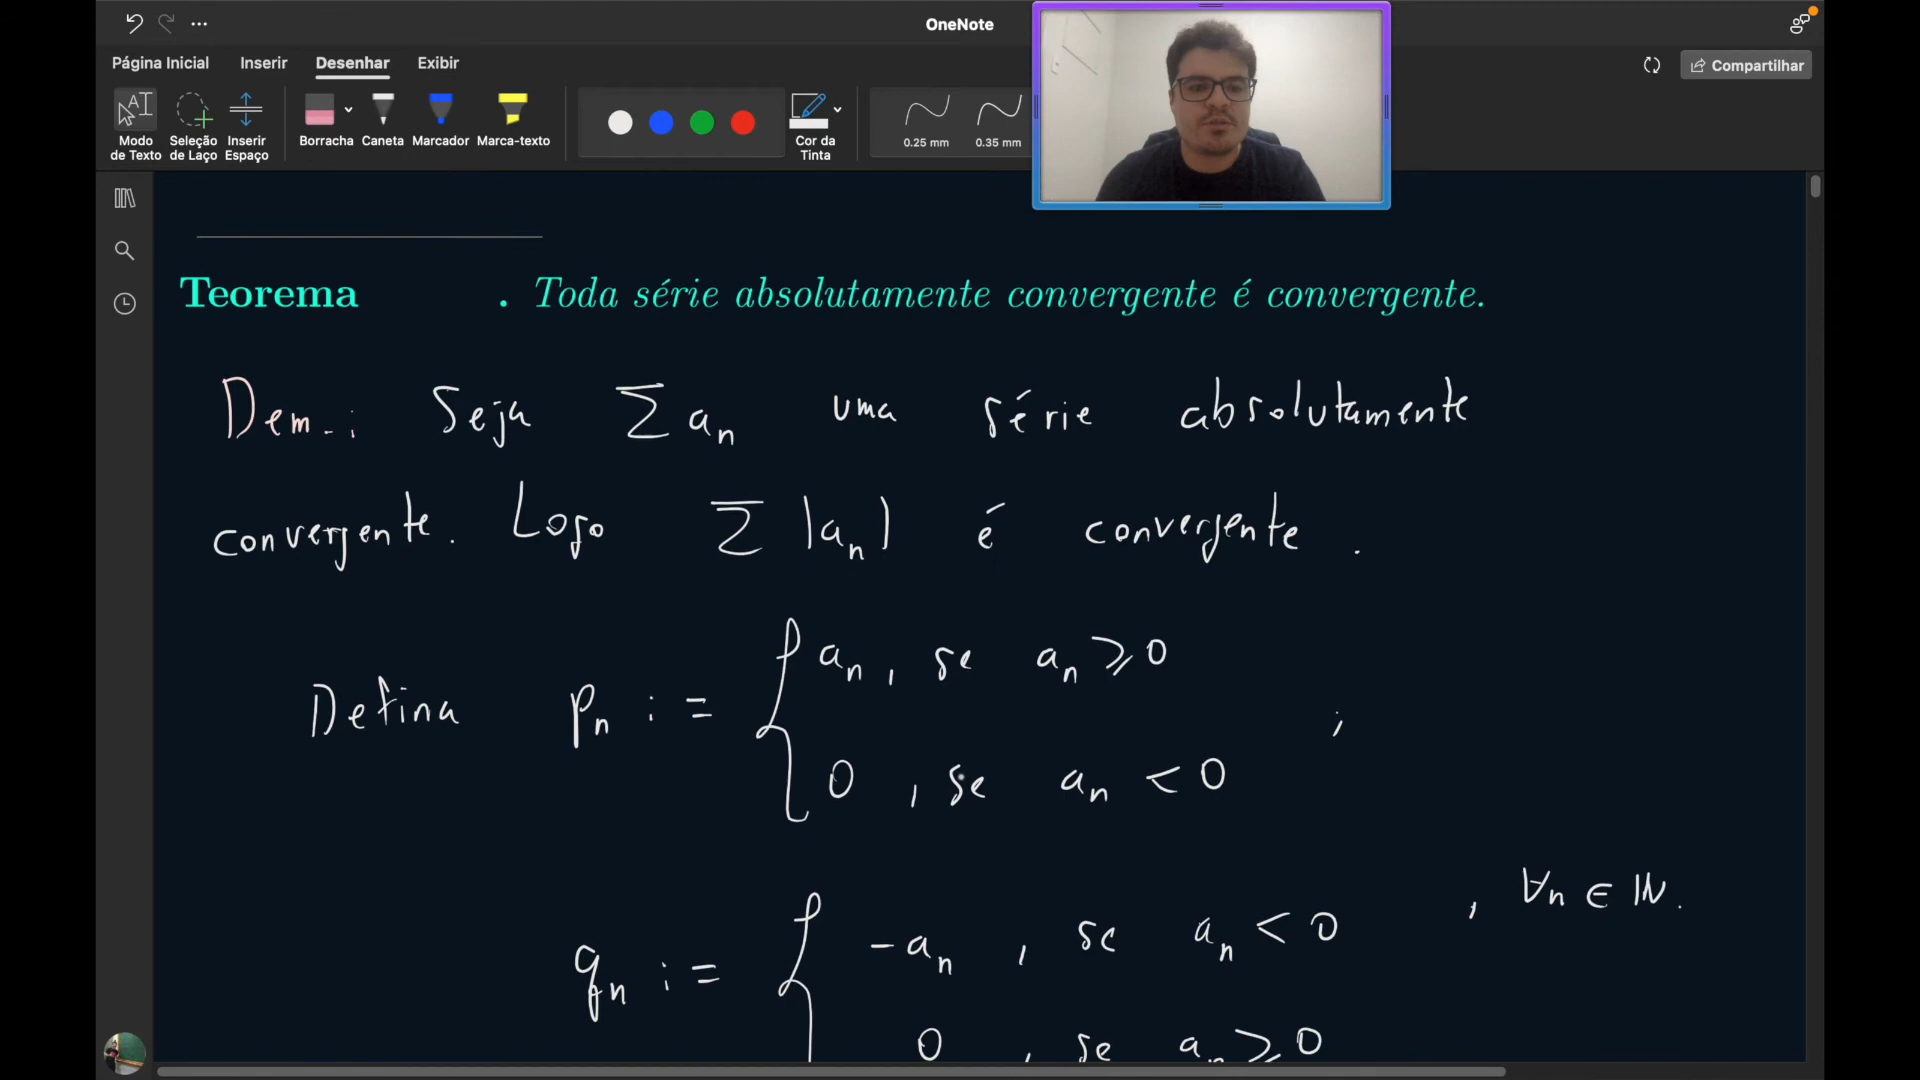 OneNote
Página Inicial Inserir Desenhar Exibir
Compartilhar
Modo de Texto Seleção de Laço Inserir Espaço Borracha Caneta Marcador Marca-texto Cor da Tinta 0.25 mm 0.35 mm
Teorema . Toda série absolutamente convergente é convergente.
Dem.: Seja Σ aₙ uma série absolutamente
convergente. Logo Σ |aₙ| é convergente.
Defina pₙ := { aₙ, se aₙ ⩾ 0
0, se aₙ < 0 ;
qₙ := { -aₙ, se aₙ < 0 , ∀n ∈ ℕ.
0, se aₙ ⩾ 0